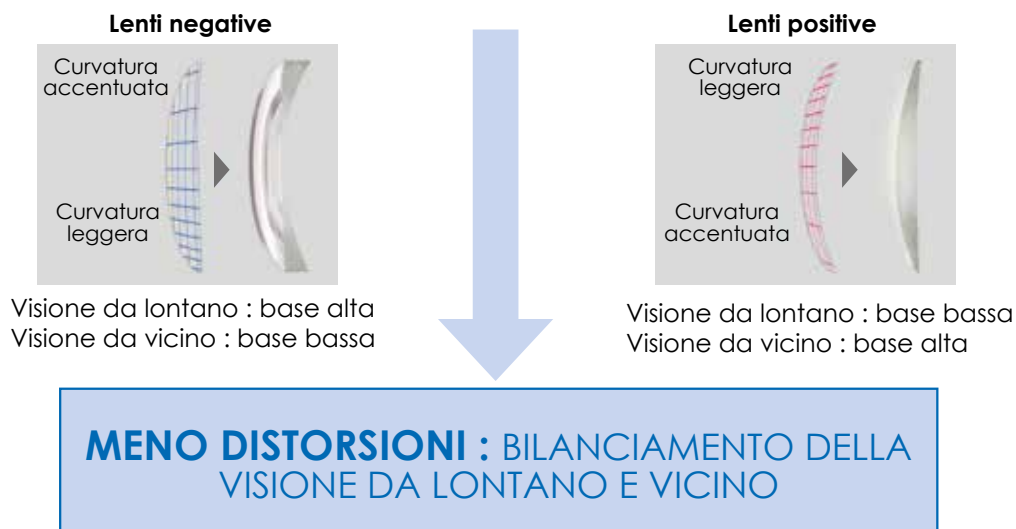 Lenti negative
Curvatura
accentuata
Curvatura
leggera
Visione da lontano : base alta
Visione da vicino : base bassa
Lenti positive
Curvatura
leggera
Curvatura
accentuata
Visione da lontano : base bassa
Visione da vicino : base alta
MENO DISTORSIONI : BILANCIAMENTO DELLA
VISIONE DA LONTANO E VICINO